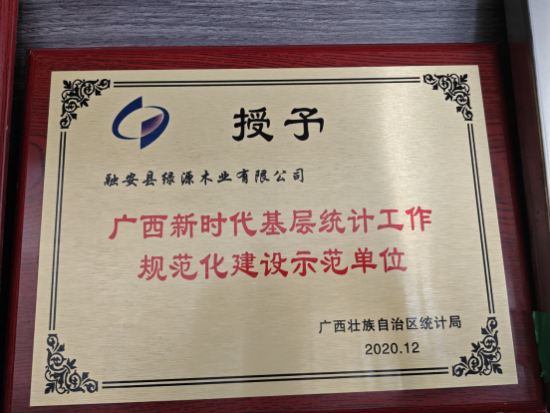 授予
融安县绿源木业有限公司
广西新时代基层统计工作
规范化建设示范单位
广西壮族自治区统计局
2020.12